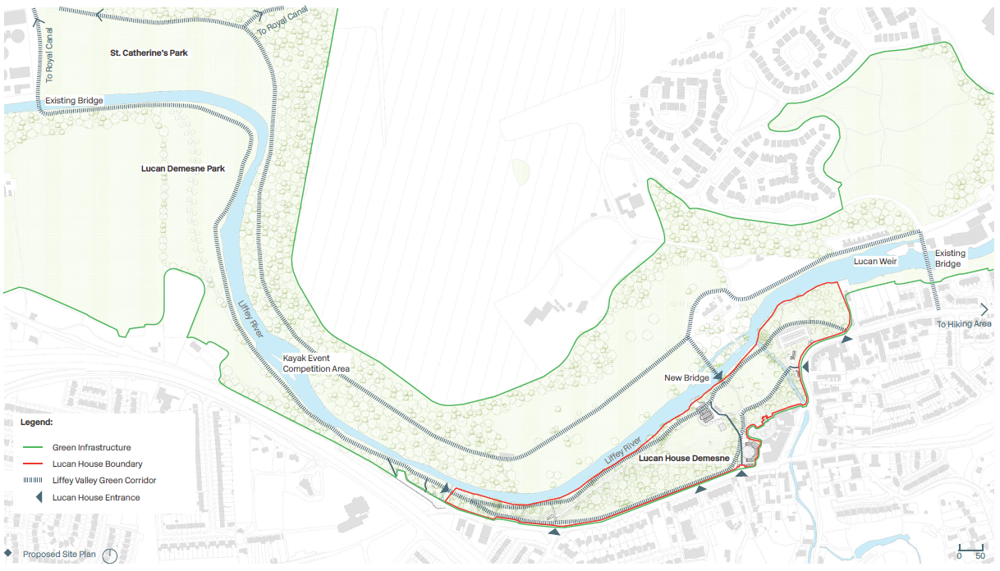 To Royal Canal
To Royal Canal
St. Catherine's Park
Existing Bridge
Lucan Demesne Park
Lucan Weir
Existing
Bridge
Liffey River
To Hiking Area
Kayak Event
Competition Area
New Bridge
Liffey River
Lucan House Demesne
Legend:
Green Infrastructure
Lucan House Boundary
Liffey Valley Green Corridor
Lucan House Entrance
Proposed Site Plan
0 50